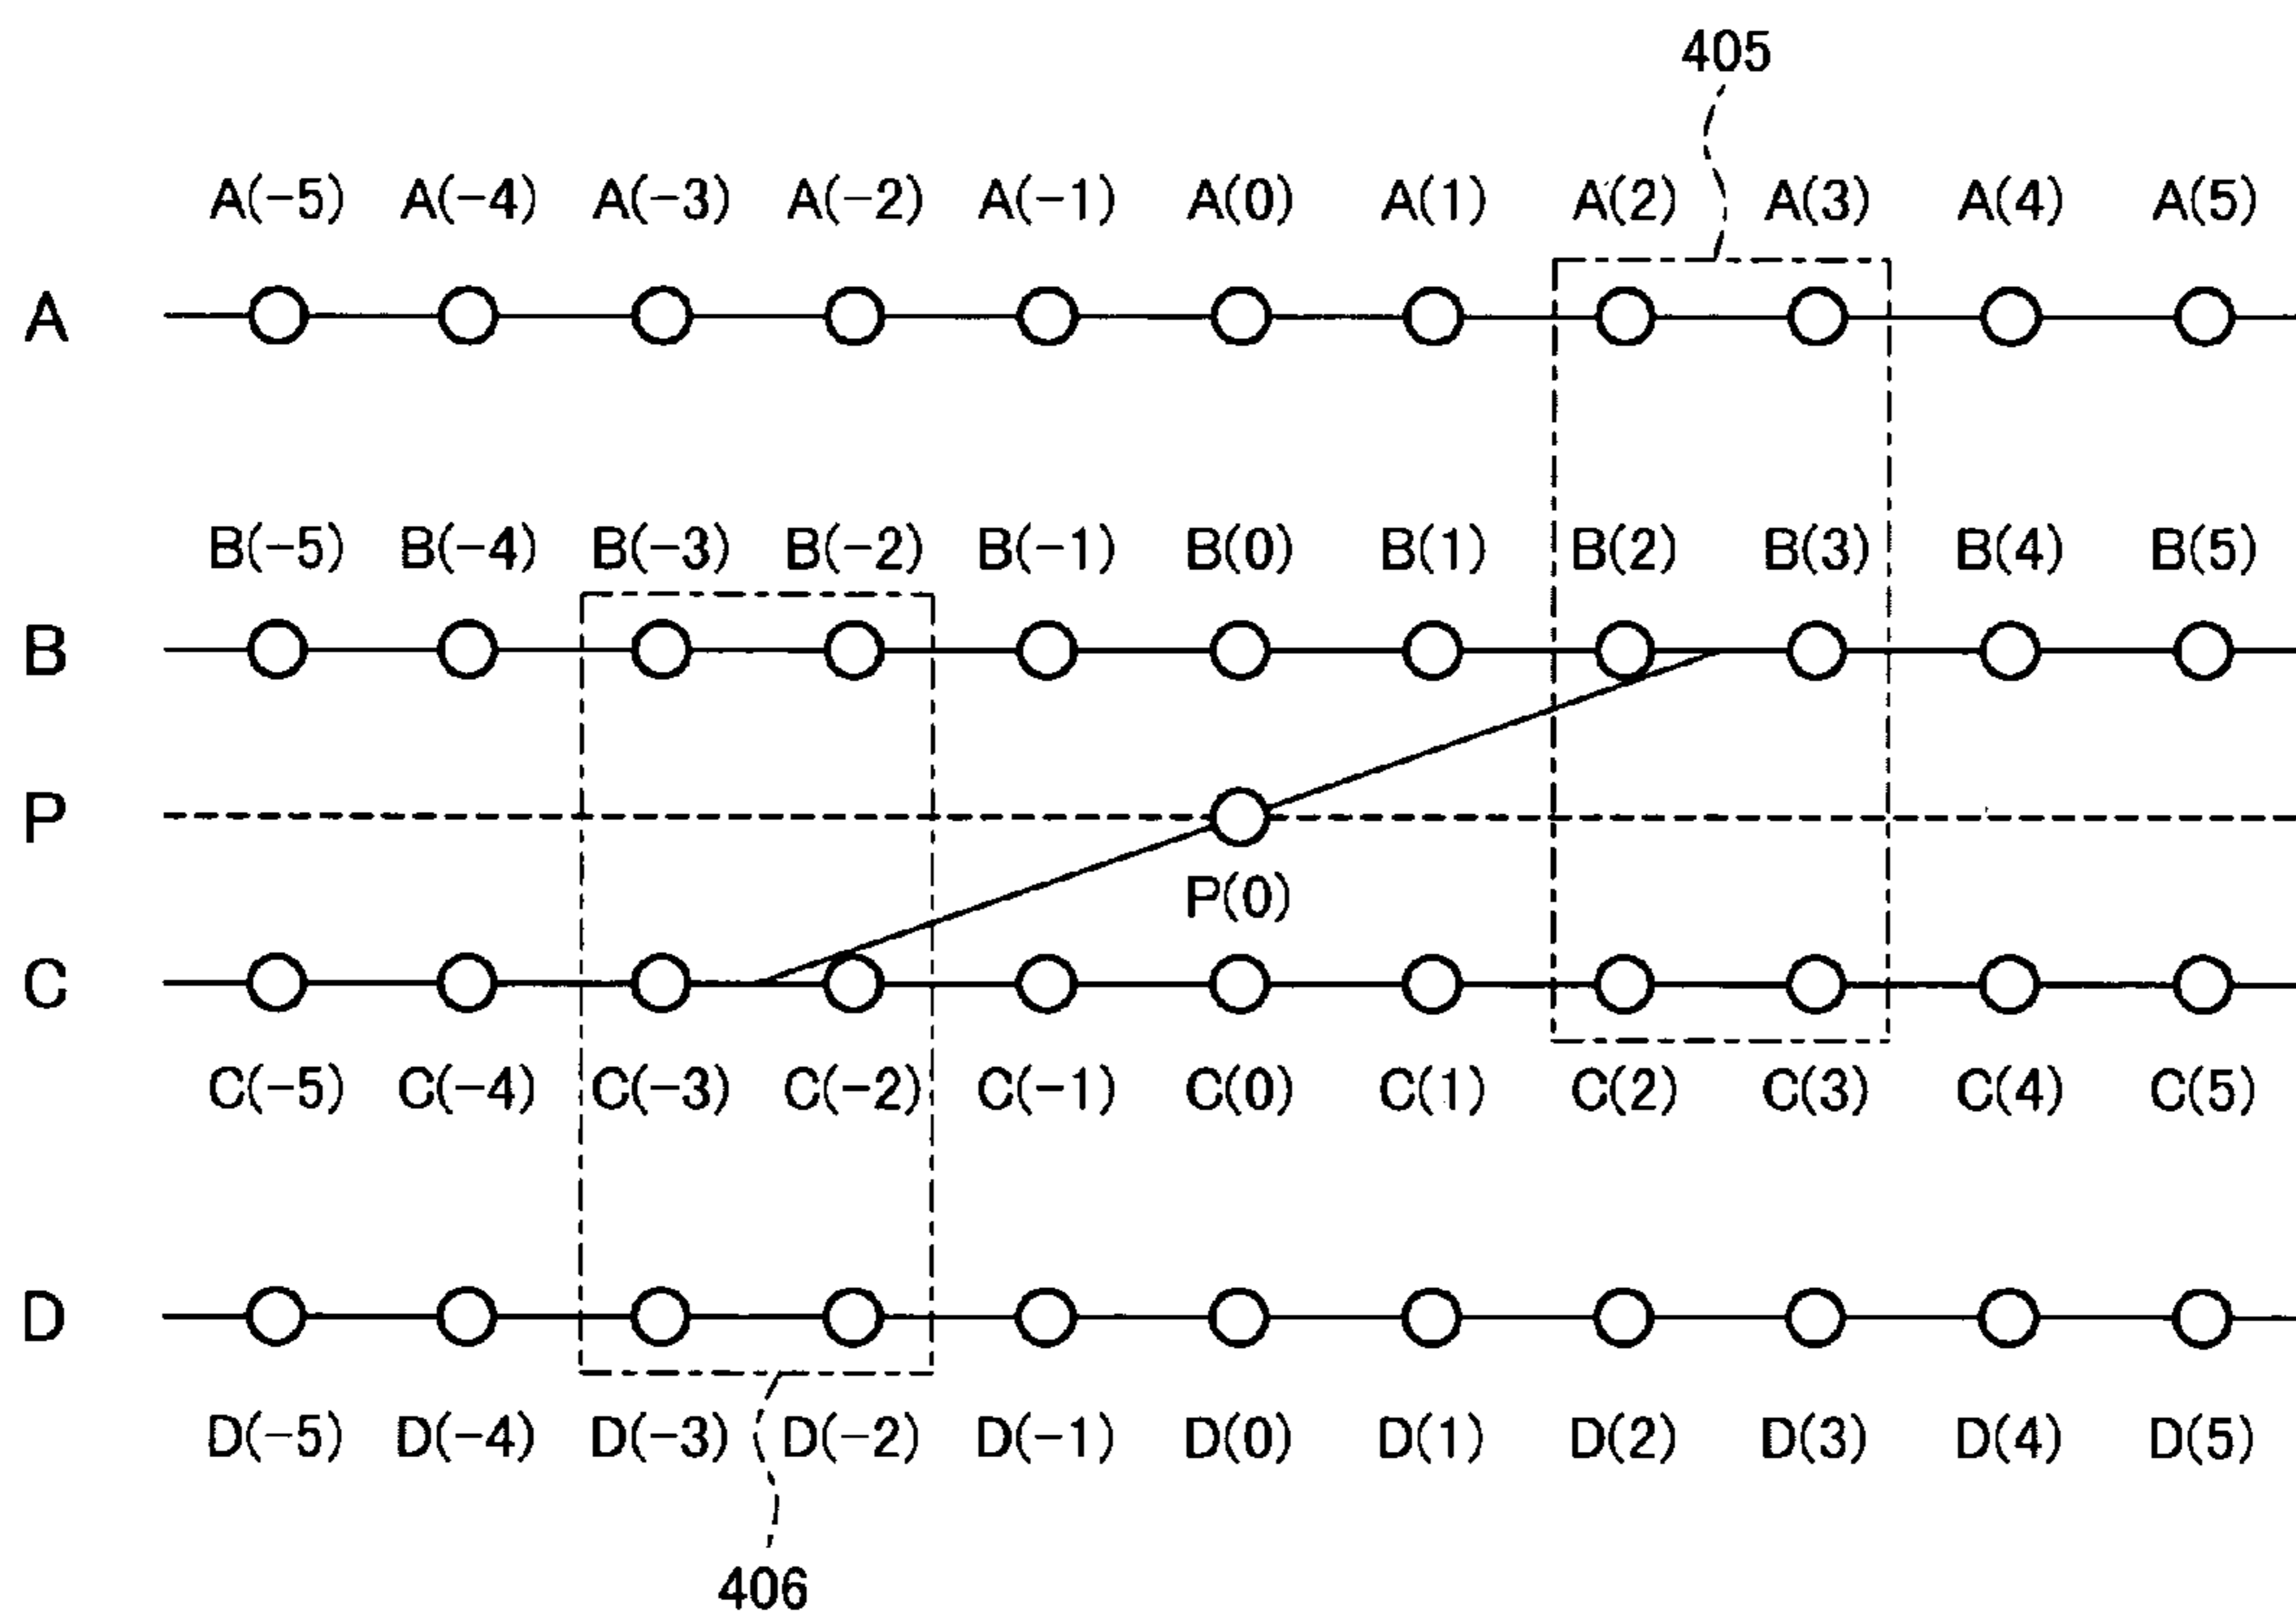 405
A(-5) A(-4) A(-3) A(-2) A(-1) A(0) A(1) A(2) A(3) A(4) A(5)
A
B(-5) B(-4) B(-3) B(-2) B(-1) B(0) B(1) B(2) B(3) B(4) B(5)
B
P
P(0)
C
C(-5) C(-4) C(-3) C(-2) C(-1) C(0) C(1) C(2) C(3) C(4) C(5)
D
D(-5) D(-4) D(-3) D(-2) D(-1) D(0) D(1) D(2) D(3) D(4) D(5)
406